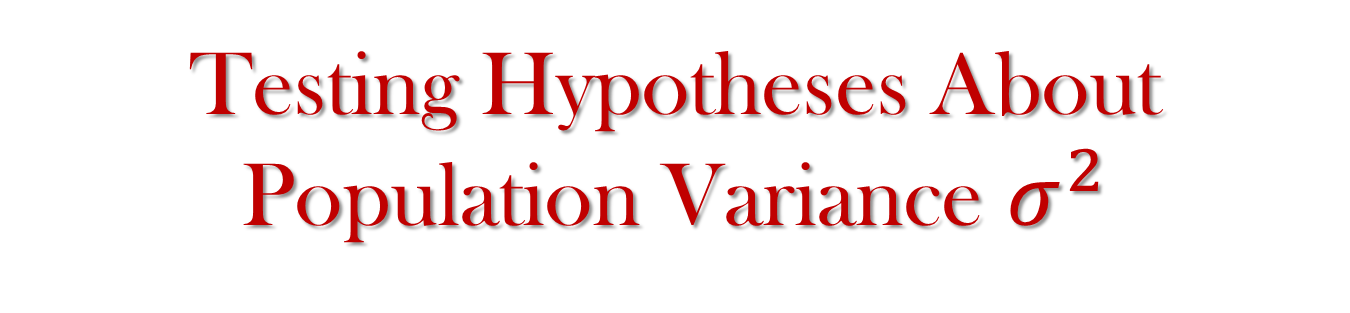 Testing Hypotheses About
Population Variance 𝜎²